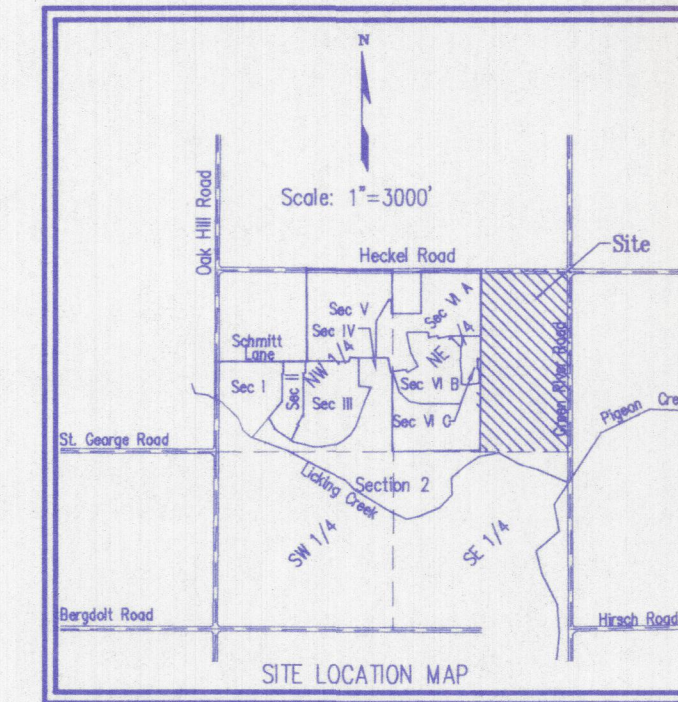 N
Scale: 1"=3000'
Oak Hill Road
Heckel Road
Site
Sec V
Sec VI A
Sec IV
NW 1/4
NE 1/4
Schmitt
Lane
Green River Road
Sec I
Sec II
Sec III
Sec VI B
Sec VI C
Pigeon Cre
St. George Road
Licking Creek
Section 2
SW 1/4
SE 1/4
Bergdolt Road
Hirsch Road
SITE LOCATION MAP